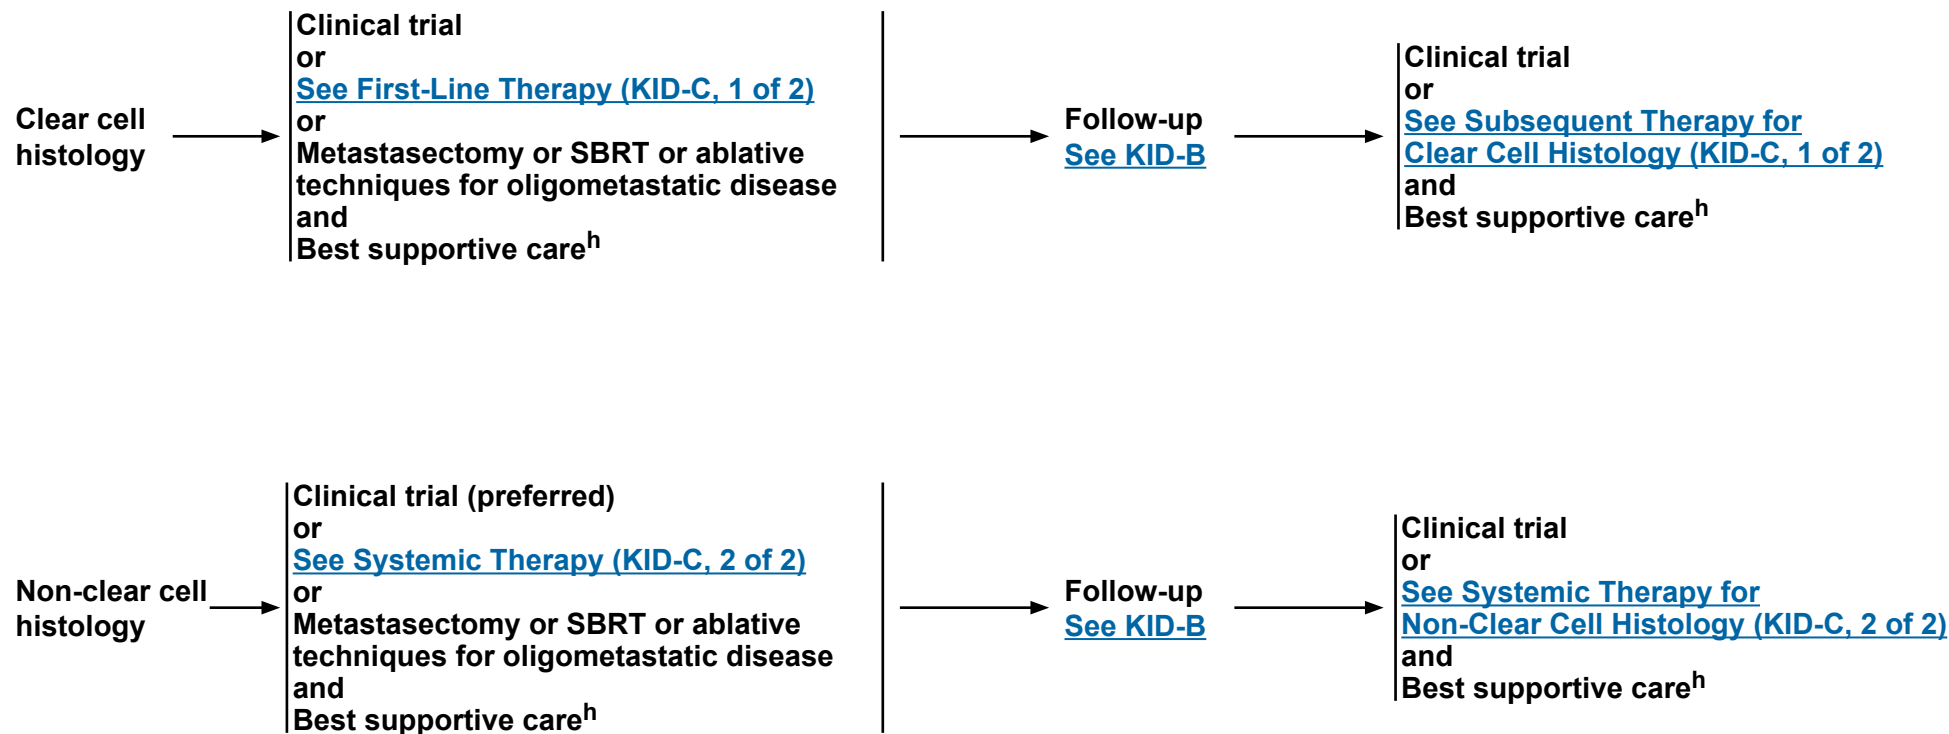 Clear cell
histology
Clinical trial
or
See First-Line Therapy (KID-C, 1 of 2)
or
Metastasectomy or SBRT or ablative
techniques for oligometastatic disease
and
Best supportive careʰ
Follow-up
See KID-B
Clinical trial
or
See Subsequent Therapy for
Clear Cell Histology (KID-C, 1 of 2)
and
Best supportive careʰ
Non-clear cell
histology
Clinical trial (preferred)
or
See Systemic Therapy (KID-C, 2 of 2)
or
Metastasectomy or SBRT or ablative
techniques for oligometastatic disease
and
Best supportive careʰ
Follow-up
See KID-B
Clinical trial
or
See Systemic Therapy for
Non-Clear Cell Histology (KID-C, 2 of 2)
and
Best supportive careʰ